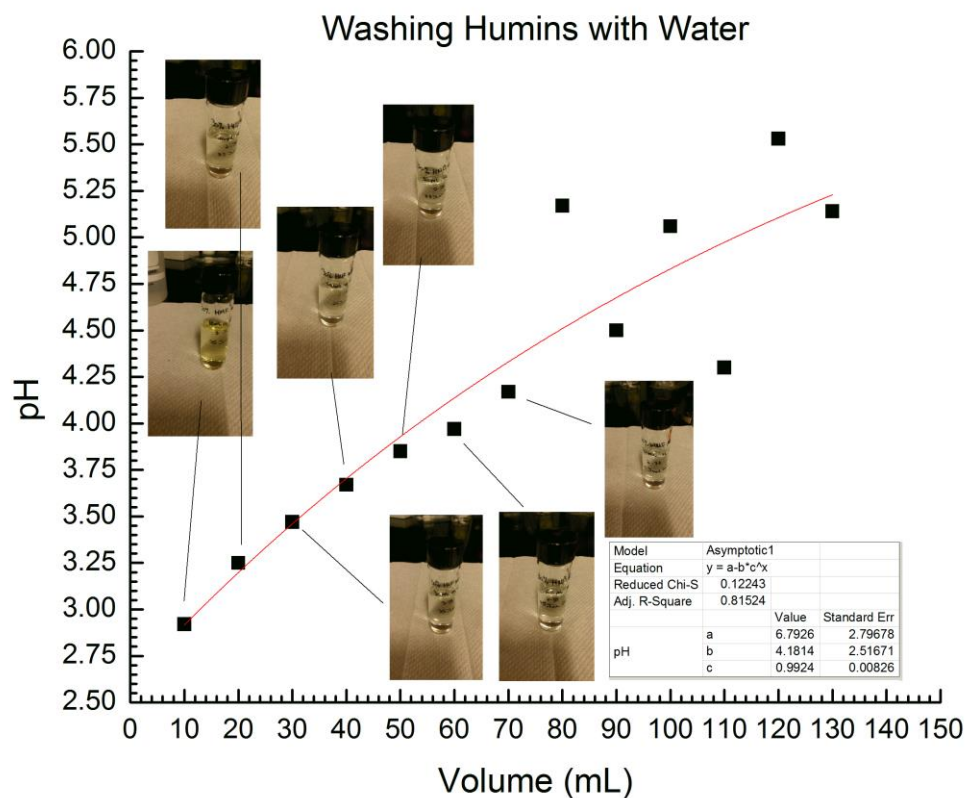 Washing Humins with Water
6.00
5.75
5.50
5.25
5.00
4.75
4.50
4.25
4.00
3.75
3.50
3.25
3.00
2.75
2.50
pH
0 10 20 30 40 50 60 70 80 90 100 110 120 130 140 150
Volume (mL)
Model Asymptotic1
Equation y = a-b*c^x
Reduced Chi-S 0.12243
Adj. R-Square 0.81524
Value Standard Err
a 6.7926 2.79678
pH b 4.1814 2.51671
c 0.9924 0.00826